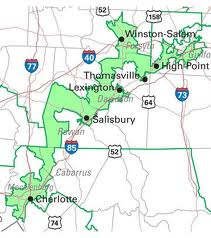 52
158
Winston-Salem
Forsyth
40
77
High Point
Thomasville
Lexington
Davidson
64
73
Salisbury
Rowan
85
52
Cabarrus
Mecklenburg
Charlotte
74